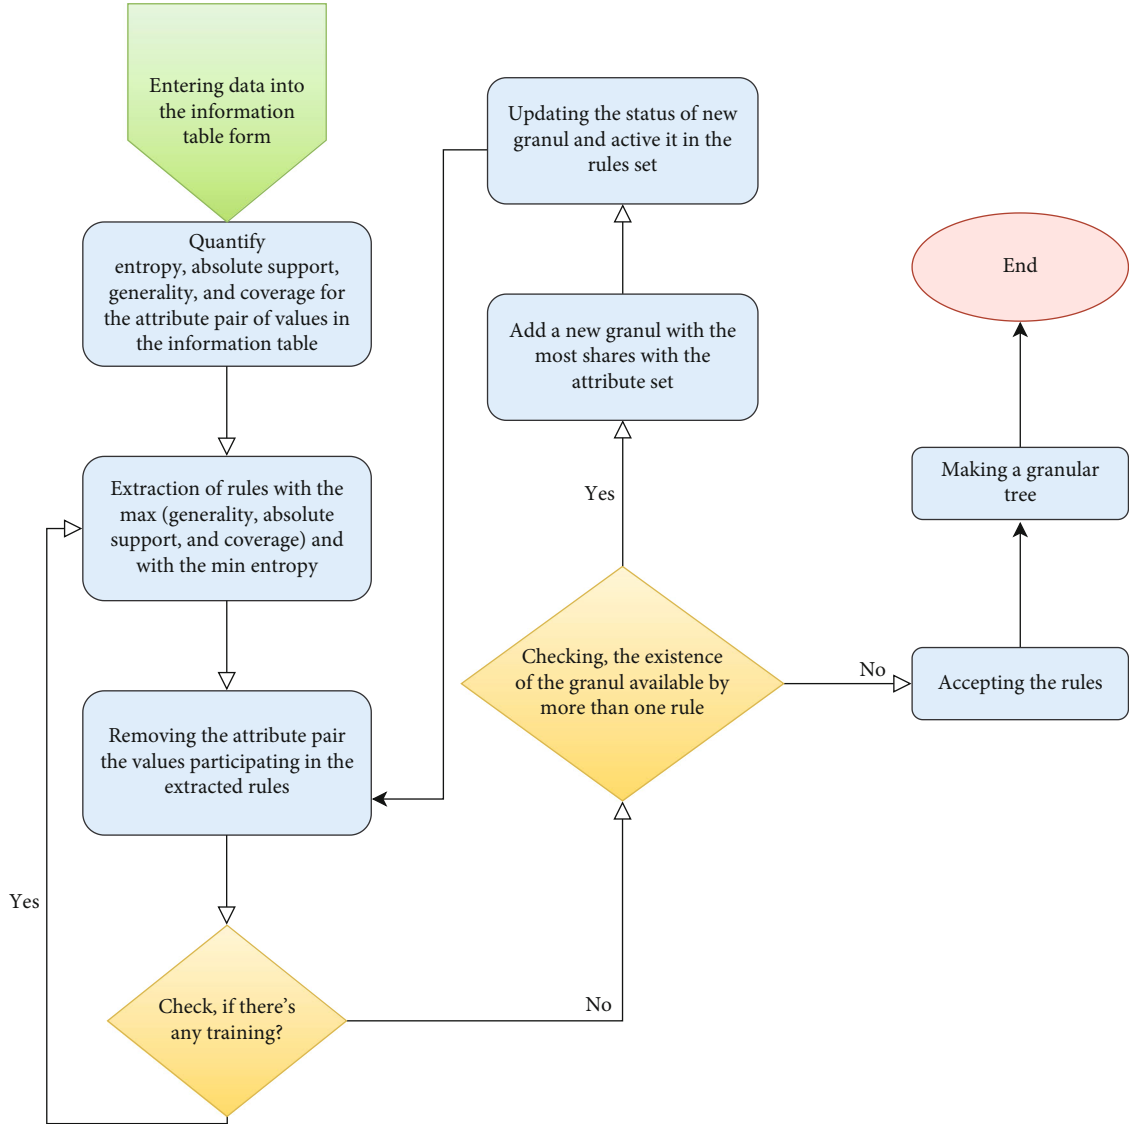 Entering data into
the information
table form
Quantify
entropy, absolute support,
generality, and coverage for
the attribute pair of values in
the information table
Extraction of rules with the
max (generality, absolute
support, and coverage) and
with the min entropy
Removing the attribute pair
the values participating in the
extracted rules
Yes
Check, if there's
any training?
No
Updating the status of new
granul and active it in the
rules set
Add a new granul with the
most shares with the
attribute set
Yes
Checking, the existence
of the granul available by
more than one rule
No
End
Making a granular
tree
Accepting the rules